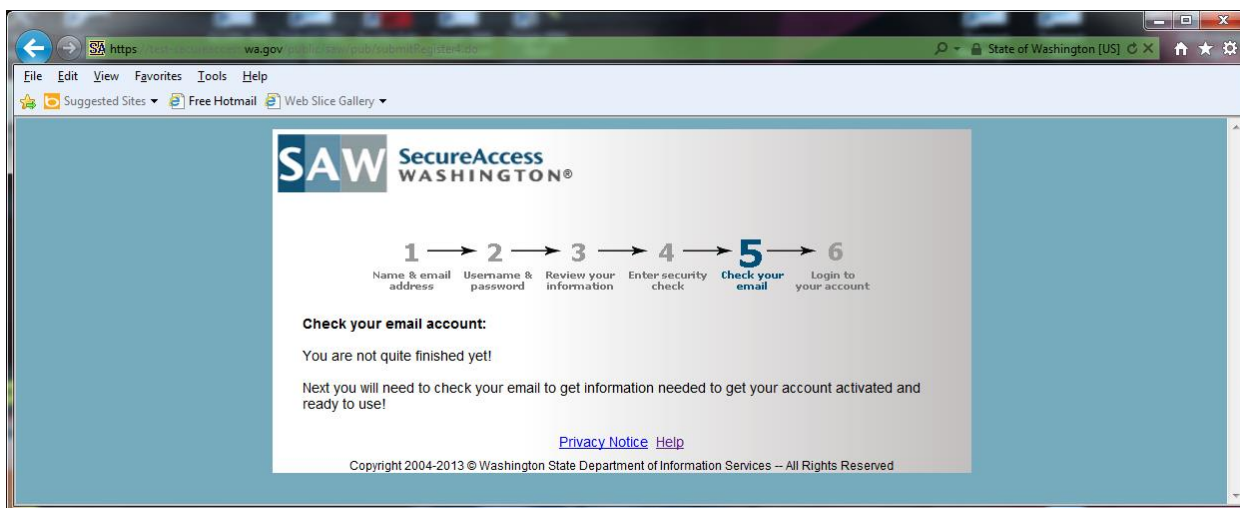 SA https wa.gov
State of Washington [US]
File Edit View Favorites Tools Help
Suggested Sites Free Hotmail Web Slice Gallery
SAW SecureAccess
WASHINGTON®
1 2 3 4 5 6
Name & email Username & Review your Enter security Check your Login to
address password information check email your account
Check your email account:
You are not quite finished yet!
Next you will need to check your email to get information needed to get your account activated and
ready to use!
Privacy Notice Help
Copyright 2004-2013 © Washington State Department of Information Services -- All Rights Reserved